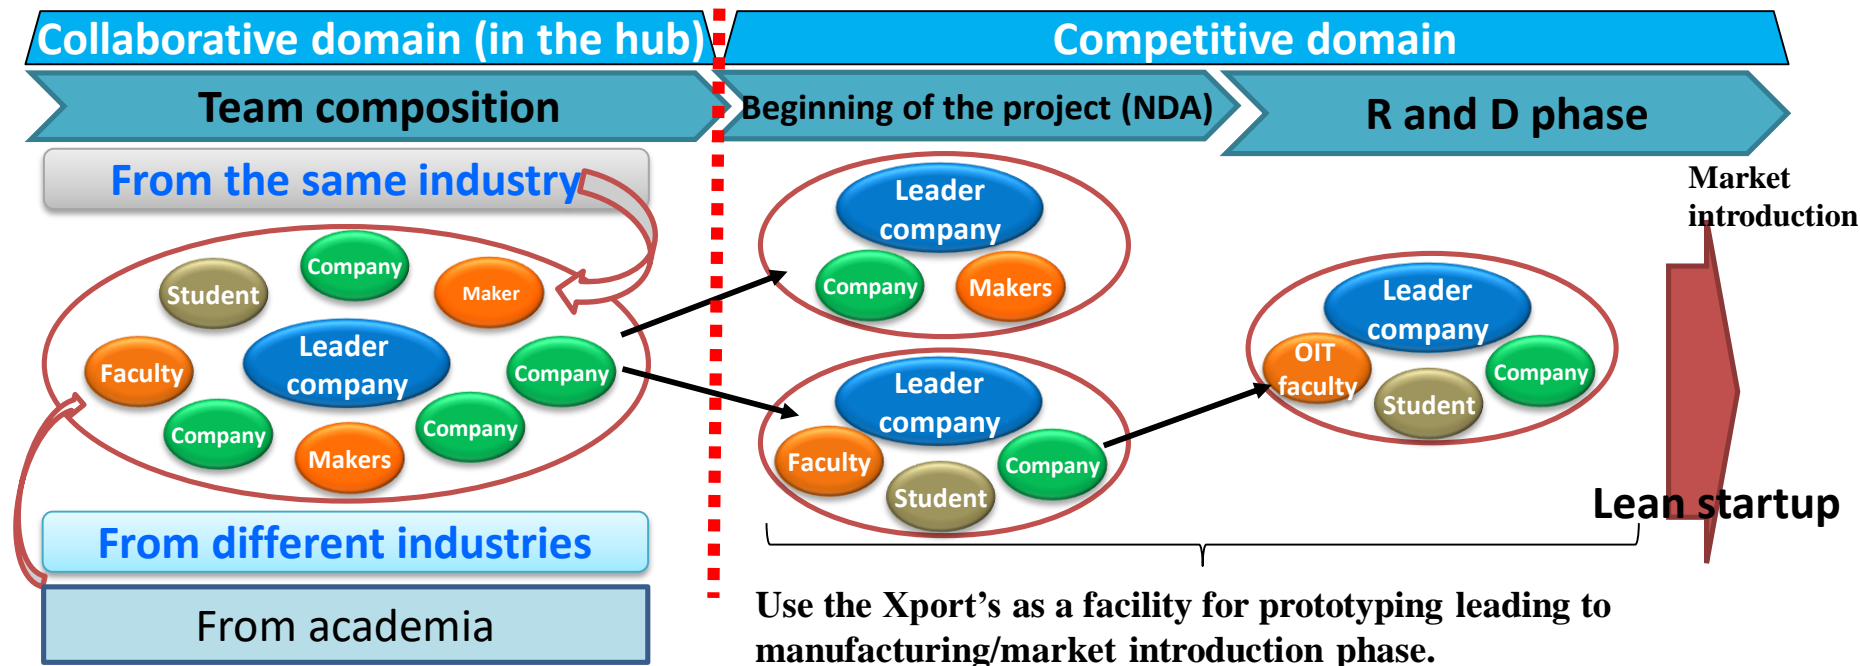 Collaborative domain (in the hub)
Competitive domain
Team composition
Beginning of the project (NDA)
R and D phase
From the same industry
Company
Student
Maker
Leader
company
Faculty
Company
Company
Company
Makers
From different industries
From academia
Leader
company
Company
Makers
Leader
company
Faculty
Company
Student
Leader
company
OIT
faculty
Company
Student
Market
introduction
Lean startup
Use the Xport's as a facility for prototyping leading to
manufacturing/market introduction phase.